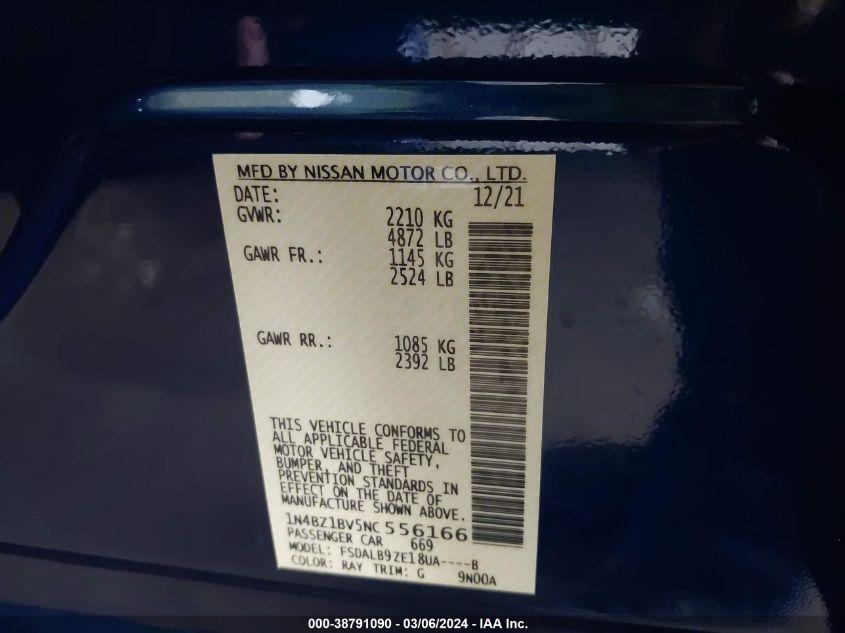 MFD BY NISSAN MOTOR CO., LTD.
DATE: 12/21
GVWR: 2210 KG
4872 LB
GAWR FR.: 1145 KG
2524 LB
GAWR RR.: 1085 KG
2392 LB
THIS VEHICLE CONFORMS TO
ALL APPLICABLE FEDERAL
MOTOR VEHICLE SAFETY,
BUMPER, AND THEFT
PREVENTION STANDARDS IN
EFFECT ON THE DATE OF
MANUFACTURE SHOWN ABOVE.
1N4BZ1BV5NC556166
PASSENGER CAR 669
MODEL: FSDALB9ZE18UA----B
COLOR: RAY TRIM: G 9N00A
000-38791090 - 03/06/2024 - IAA Inc.